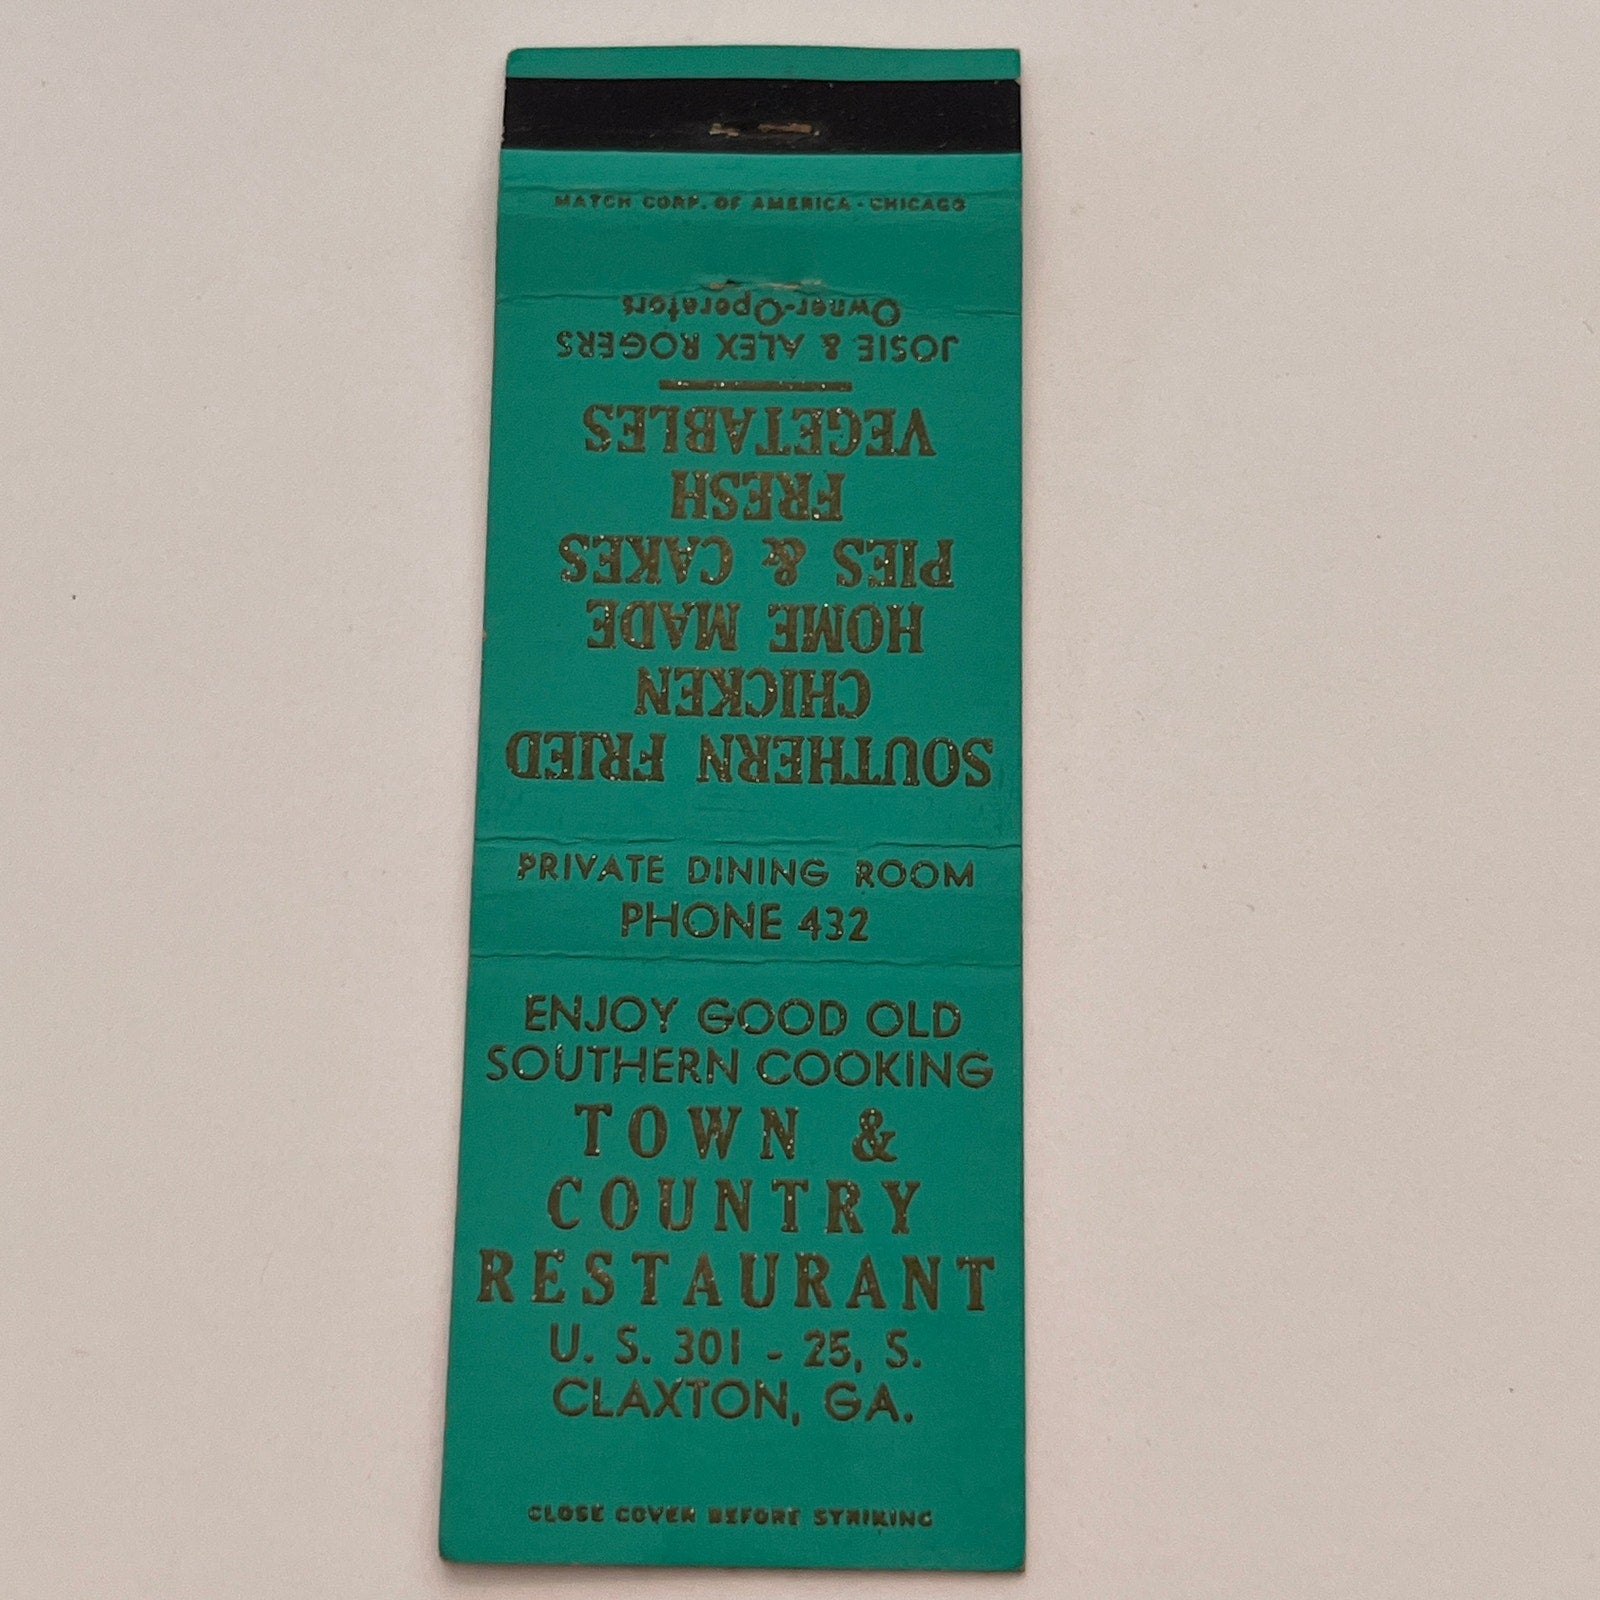 MATCH CORP. OF AMERICA - CHICAGO
SOUTHERN FRIED
CHICKEN
HOME MADE
PIES & CAKES
FRESH
VEGETABLES
JOSIE & ALEX ROGERS
Owner-Operators
PRIVATE DINING ROOM
PHONE 432
ENJOY GOOD OLD
SOUTHERN COOKING
TOWN &
COUNTRY
RESTAURANT
U. S. 301 - 25, S.
CLAXTON, GA.
CLOSE COVER BEFORE STRIKING